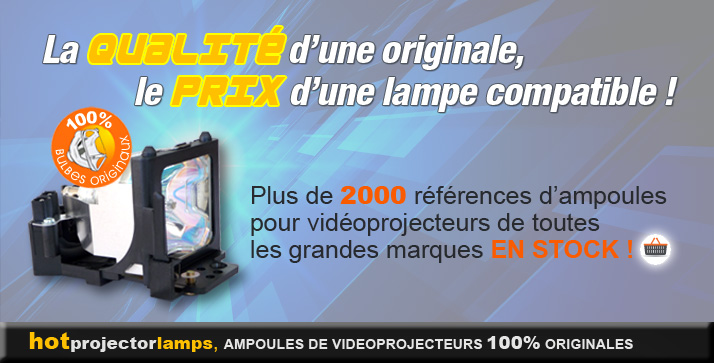 La QUALITÉ d'une originale,
le PRIX d'une lampe compatible !
100%
BULBES ORIGINAUX
Plus de 2000 références d'ampoules
pour vidéoprojecteurs de toutes
les grandes marques EN STOCK !
hotprojectorlamps, AMPOULES DE VIDEOPROJECTEURS 100% ORIGINALES